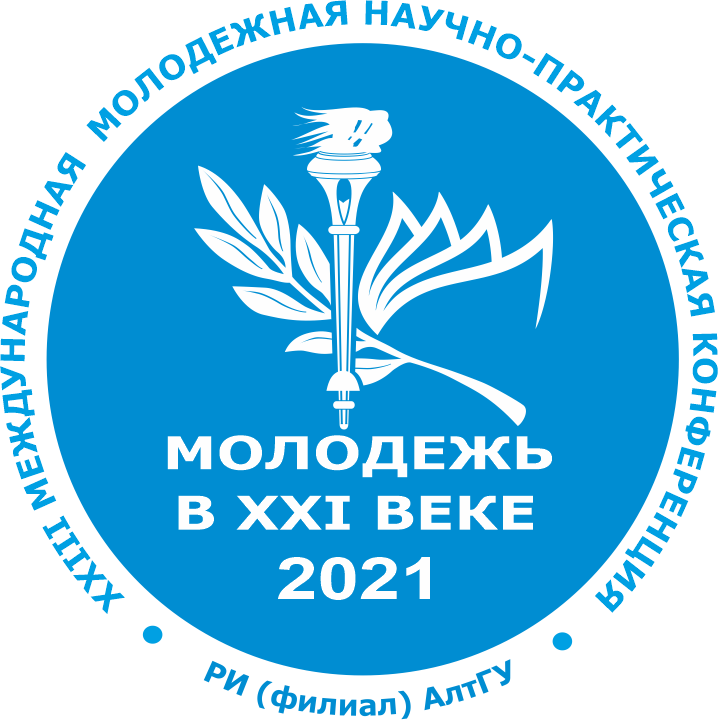 XXIII МЕЖДУНАРОДНАЯ МОЛОДЕЖНАЯ НАУЧНО-ПРАКТИЧЕСКАЯ КОНФЕРЕНЦИЯ
МОЛОДЕЖЬ
В XXI ВЕКЕ
2021
РИ (филиал) АлтГУ